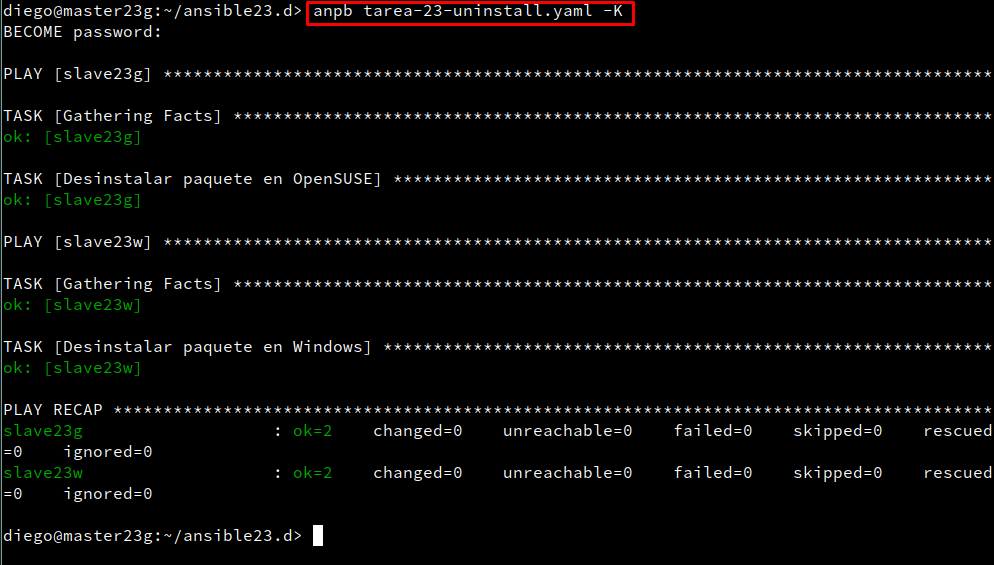 diego@master23g:~/ansible23.d> anpb tarea-23-uninstall.yaml -K
BECOME password:
PLAY [slave23g] ***********************************************************************************
TASK [Gathering Facts] ****************************************************************************
ok: [slave23g]
TASK [Desinstalar paquete en OpenSUSE] ************************************************************
ok: [slave23g]
PLAY [slave23w] ***********************************************************************************
TASK [Gathering Facts] ****************************************************************************
ok: [slave23w]
TASK [Desinstalar paquete en Windows] *************************************************************
ok: [slave23w]
PLAY RECAP ****************************************************************************************
slave23g                   : ok=2    changed=0    unreachable=0    failed=0    skipped=0    rescued
=0    ignored=0
slave23w                   : ok=2    changed=0    unreachable=0    failed=0    skipped=0    rescued
=0    ignored=0
diego@master23g:~/ansible23.d>